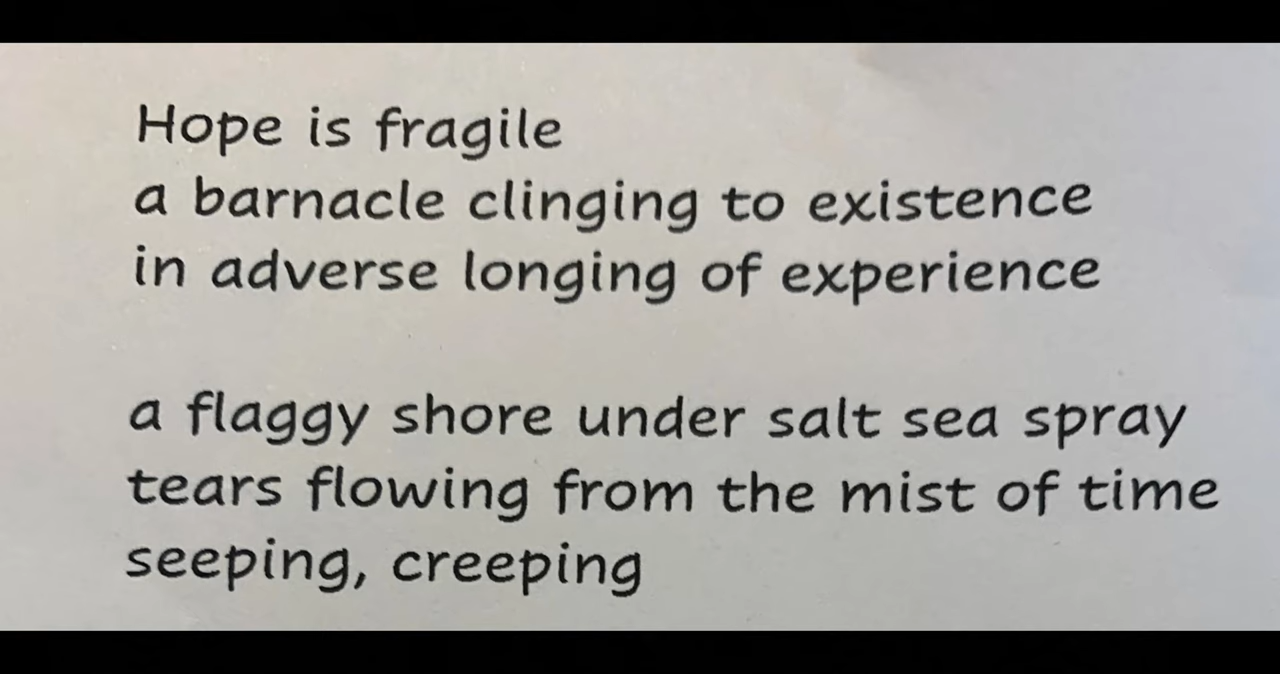 Hope is fragile
a barnacle clinging to existence
in adverse longing of experience
a flaggy shore under salt sea spray
tears flowing from the mist of time
seeping, creeping